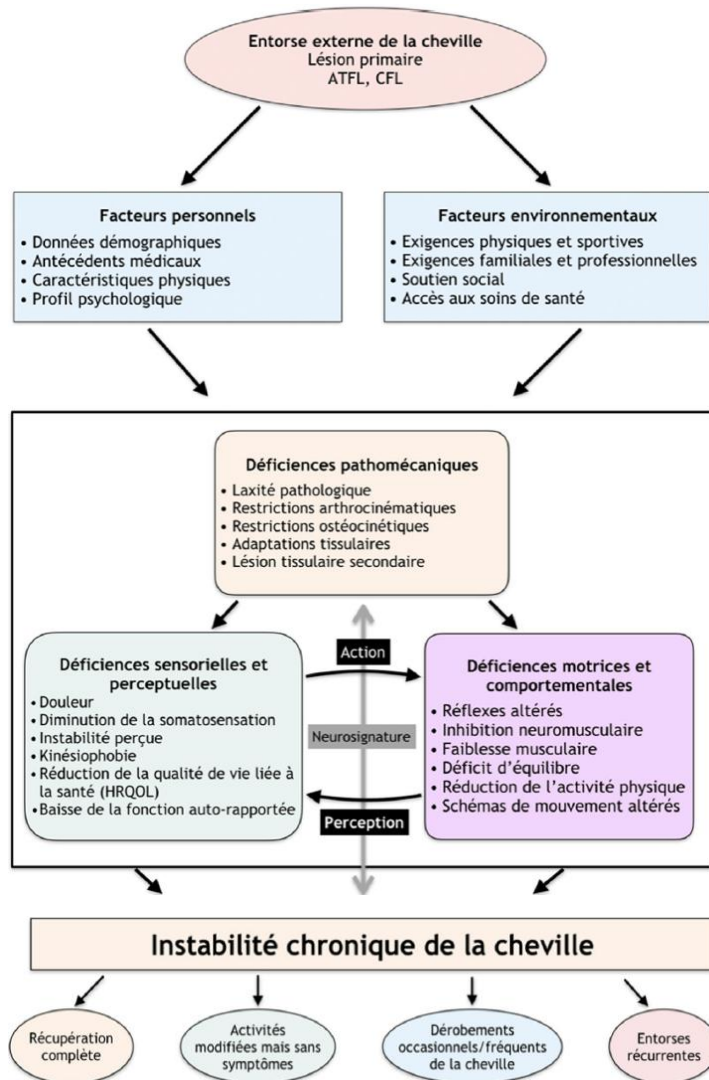 Entorse externe de la cheville
Lésion primaire
ATFL, CFL
Facteurs personnels
• Données démographiques
• Antécédents médicaux
• Caractéristiques physiques
• Profil psychologique
Facteurs environnementaux
• Exigences physiques et sportives
• Exigences familiales et professionnelles
• Soutien social
• Accès aux soins de santé
Déficiences pathomécaniques
• Laxité pathologique
• Restrictions arthrocinématiques
• Restrictions ostéocinétiques
• Adaptations tissulaires
• Lésion tissulaire secondaire
Déficiences sensorielles et
perceptuelles
• Douleur
• Diminution de la somatosensation
• Instabilité perçue
• Kinésiophobie
• Réduction de la qualité de vie liée à
la santé (HRQOL)
• Baisse de la fonction auto-rapportée
Action
Neurosignature
Perception
Déficiences motrices et
comportementales
• Réflexes altérés
• Inhibition neuromusculaire
• Faiblesse musculaire
• Déficit d’équilibre
• Réduction de l’activité physique
• Schémas de mouvement altérés
Instabilité chronique de la cheville
Récupération
complète
Activités
modifiées mais sans
symptômes
Dérobements
occasionnels/fréquents
de la cheville
Entorses
récurrentes